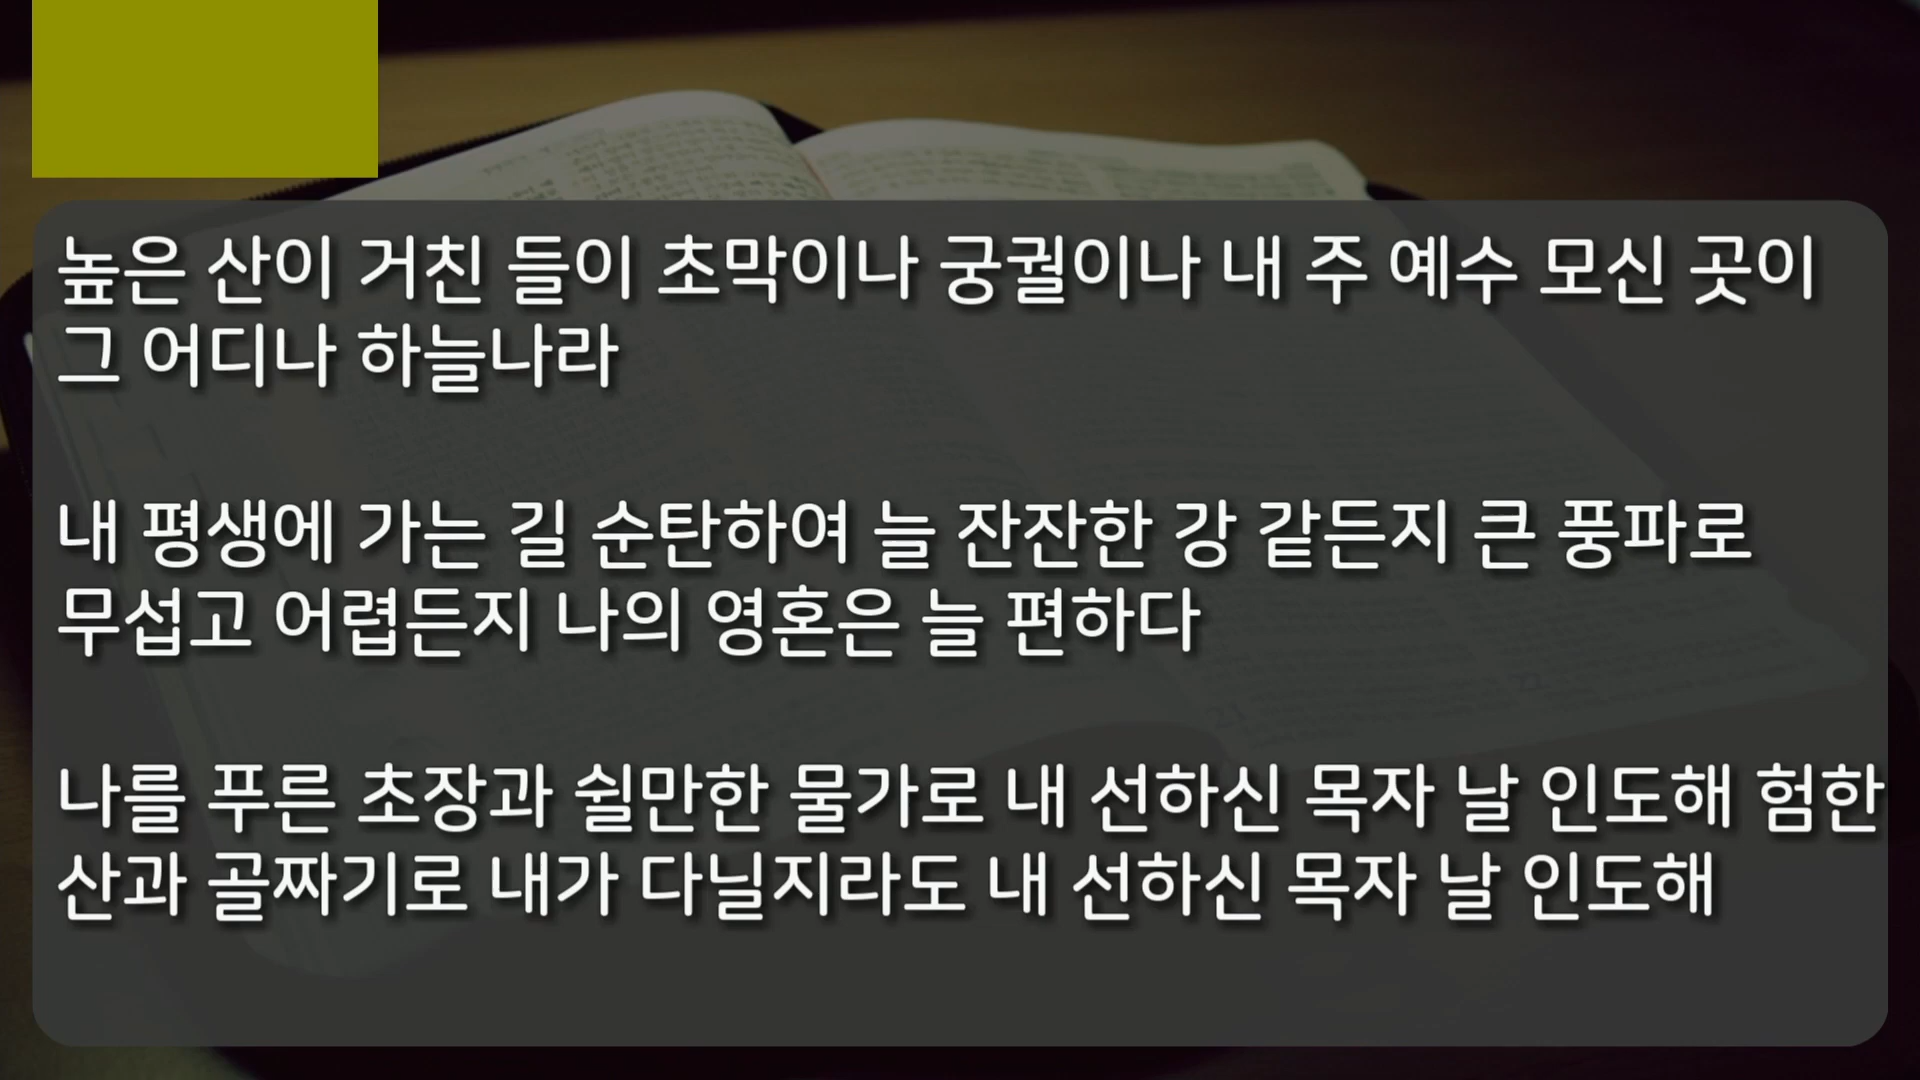 높은 산이 거친 들이 초막이나 궁궐이나 내 주 예수 모신 곳이
그 어디나 하늘나라
내 평생에 가는 길 순탄하여 늘 잔잔한 강 같든지 큰 풍파로
무섭고 어렵든지 나의 영혼은 늘 편하다
나를 푸른 초장과 쉴만한 물가로 내 선하신 목자 날 인도해 험한
산과 골짜기로 내가 다닐지라도 내 선하신 목자 날 인도해